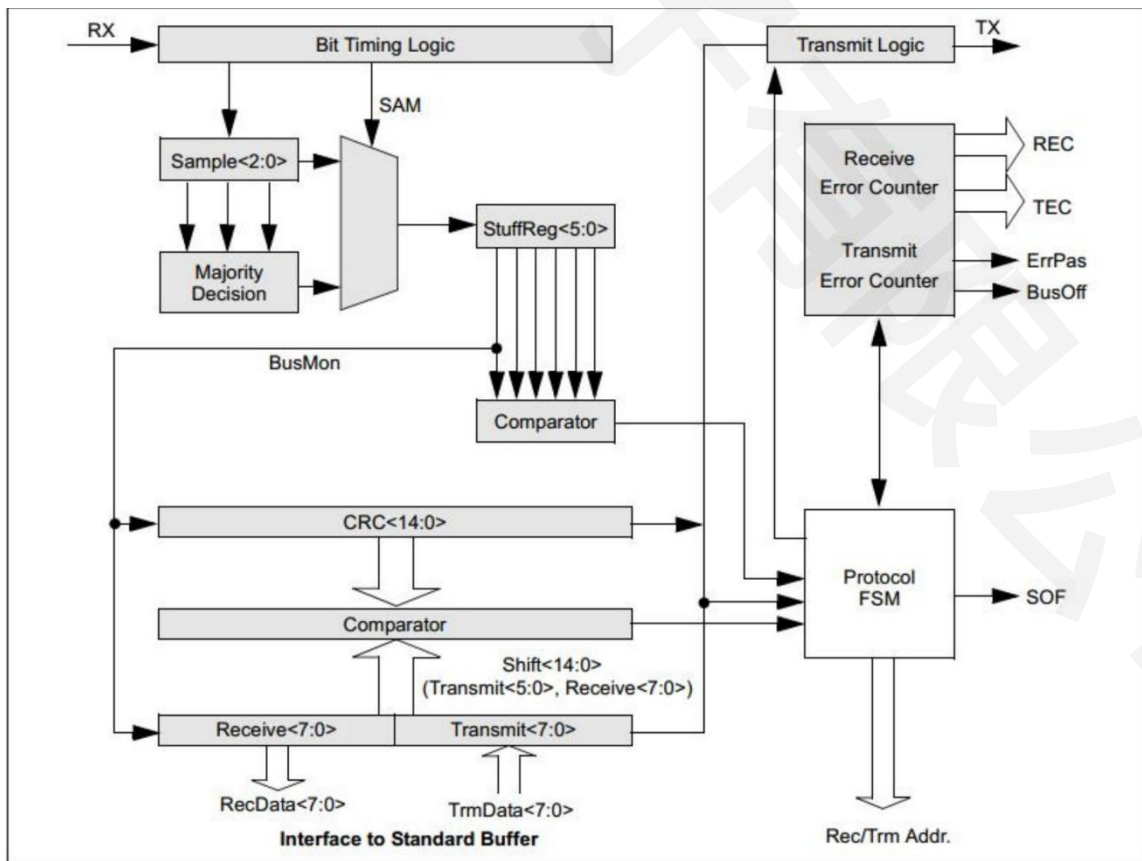 RX
Bit Timing Logic
Transmit Logic
TX
SAM
Sample<2:0>
Receive
Error Counter
REC
TEC
StuffReg<5:0>
Majority
Decision
Transmit
Error Counter
ErrPas
BusOff
BusMon
Comparator
CRC<14:0>
Protocol
FSM
SOF
Comparator
Shift<14:0>
(Transmit<5:0>, Receive<7:0>)
Receive<7:0>
Transmit<7:0>
RecData<7:0>
TrmData<7:0>
Interface to Standard Buffer
Rec/Trm Addr.
有限公